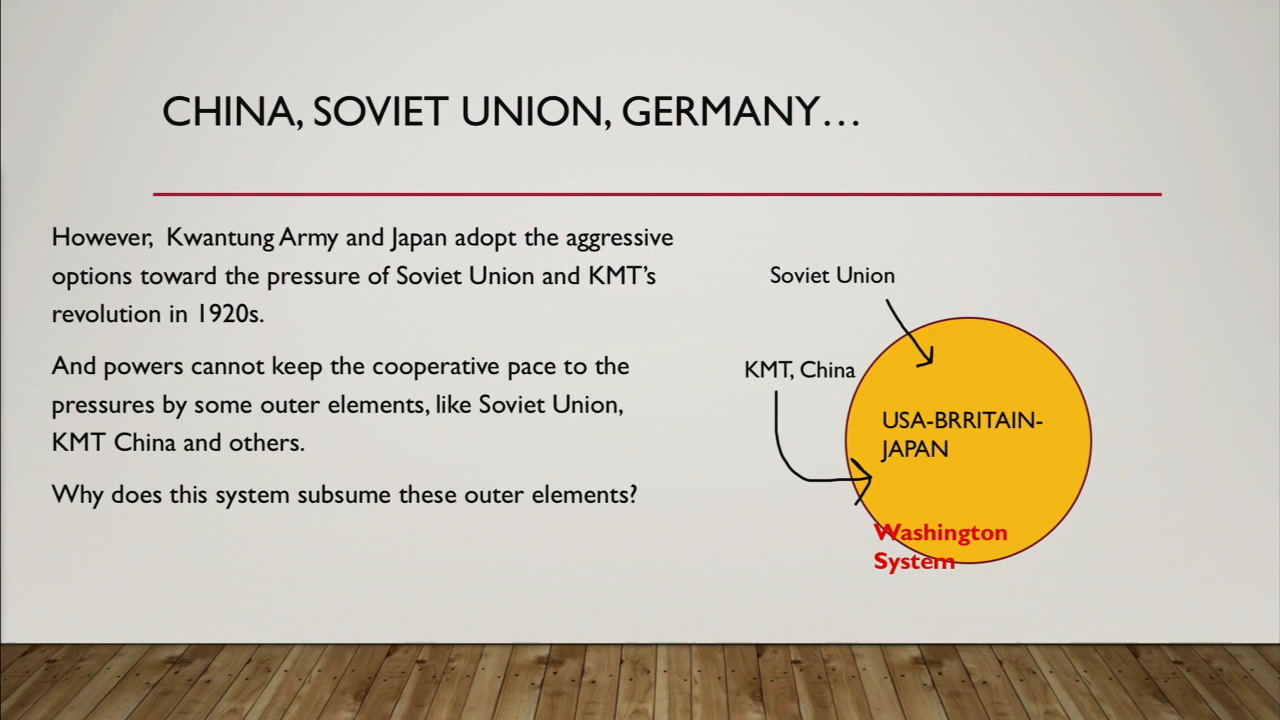 CHINA, SOVIET UNION, GERMANY…
However,  Kwantung Army and Japan adopt the aggressive
options toward the pressure of Soviet Union and KMT’s
revolution in 1920s.
And powers cannot keep the cooperative pace to the
pressures by some outer elements, like Soviet Union,
KMT China and others.
Why does this system subsume these outer elements?
Soviet Union
KMT, China
USA-BRRITAIN-
JAPAN
Washington
System